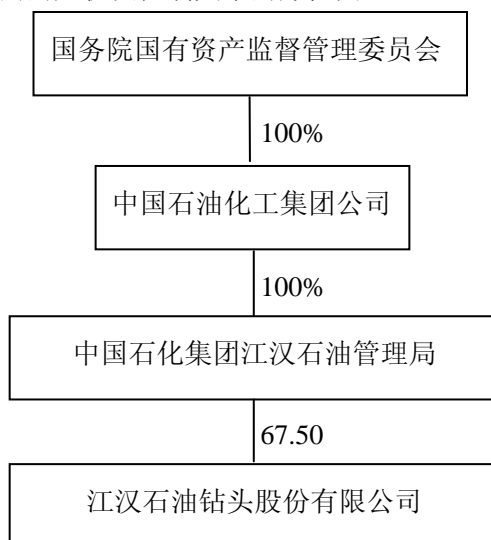 国务院国有资产监督管理委员会
100%
中国石油化工集团公司
100%
中国石化集团江汉石油管理局
67.50
江汉石油钻头股份有限公司